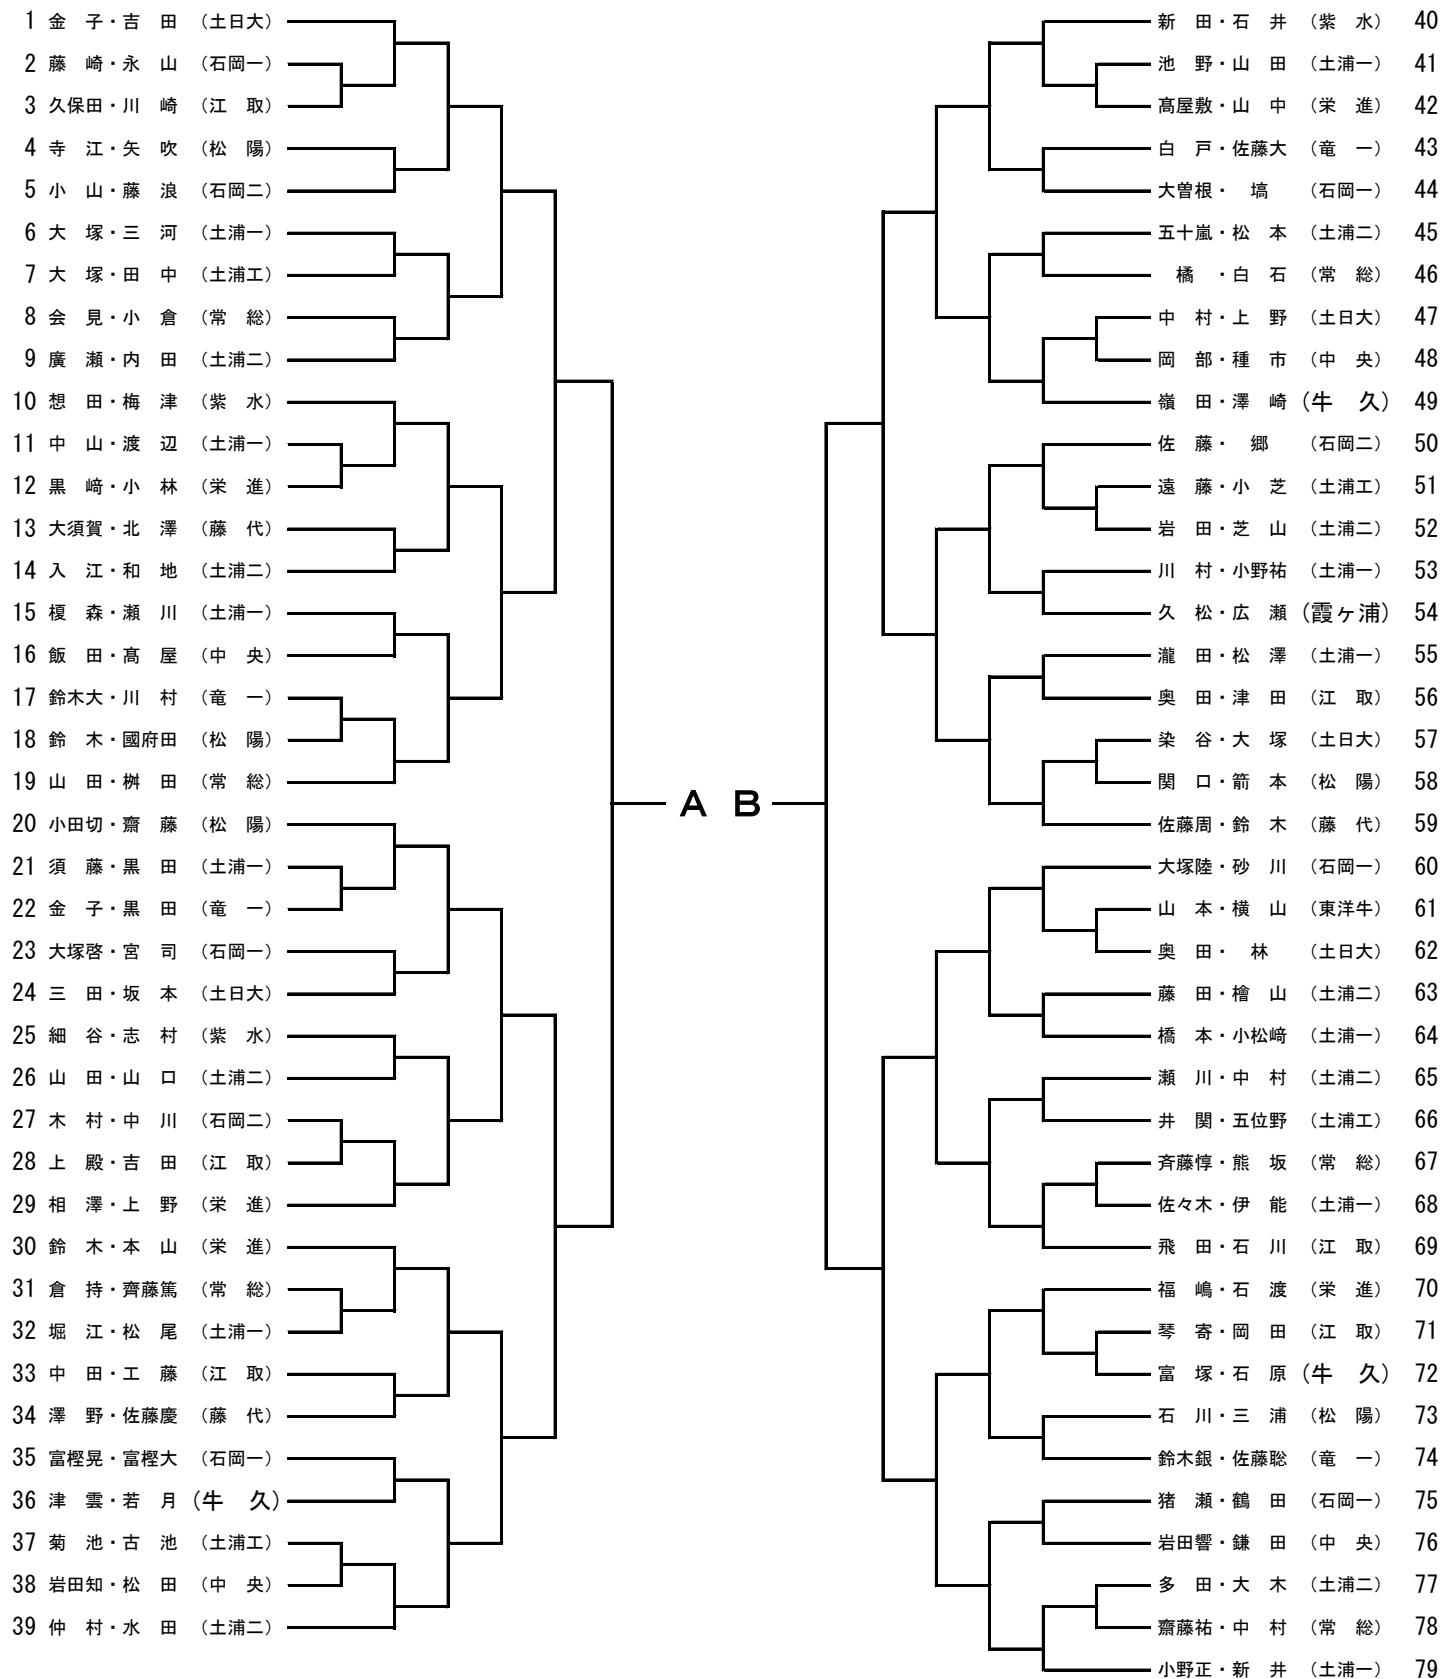 1 金 子・吉 田 (土日大)
2 藤 崎・永 山 (石岡一)
3 久保田・川 崎 (江 取)
4 寺 江・矢 吹 (松 陽)
5 小 山・藤 浪 (石岡二)
6 大 塚・三 河 (土浦一)
7 大 塚・田 中 (土浦工)
8 会 見・小 倉 (常 総)
9 廣 瀬・内 田 (土浦二)
10 想 田・梅 津 (紫 水)
11 中 山・渡 辺 (土浦一)
12 黒 﨑・小 林 (栄 進)
13 大須賀・北 澤 (藤 代)
14 入 江・和 地 (土浦二)
15 榎 森・瀬 川 (土浦一)
16 飯 田・髙 屋 (中 央)
17 鈴木大・川 村 (竜 一)
18 鈴 木・國府田 (松 陽)
19 山 田・桝 田 (常 総)
20 小田切・齋 藤 (松 陽)
21 須 藤・黒 田 (土浦一)
22 金 子・黒 田 (竜 一)
23 大塚啓・宮 司 (石岡一)
24 三 田・坂 本 (土日大)
25 細 谷・志 村 (紫 水)
26 山 田・山 口 (土浦二)
27 木 村・中 川 (石岡二)
28 上 殿・吉 田 (江 取)
29 相 澤・上 野 (栄 進)
30 鈴 木・本 山 (栄 進)
31 倉 持・齊藤篤 (常 総)
32 堀 江・松 尾 (土浦一)
33 中 田・工 藤 (江 取)
34 澤 野・佐藤慶 (藤 代)
35 富樫晃・富樫大 (石岡一)
36 津 雲・若 月 (牛 久)
37 菊 池・古 池 (土浦工)
38 岩田知・松 田 (中 央)
39 仲 村・水 田 (土浦二)
A B
新 田・石 井 (紫 水) 40
池 野・山 田 (土浦一) 41
髙屋敷・山 中 (栄 進) 42
白 戸・佐藤大 (竜 一) 43
大曽根・ 塙 (石岡一) 44
五十嵐・松 本 (土浦二) 45
橘 ・白 石 (常 総) 46
中 村・上 野 (土日大) 47
岡 部・種 市 (中 央) 48
嶺 田・澤 崎 (牛 久) 49
佐 藤・ 郷 (石岡二) 50
遠 藤・小 芝 (土浦工) 51
岩 田・芝 山 (土浦二) 52
川 村・小野祐 (土浦一) 53
久 松・広 瀬 (霞ヶ浦) 54
瀧 田・松 澤 (土浦一) 55
奥 田・津 田 (江 取) 56
染 谷・大 塚 (土日大) 57
関 口・箭 本 (松 陽) 58
佐藤周・鈴 木 (藤 代) 59
大塚陸・砂 川 (石岡一) 60
山 本・横 山 (東洋牛) 61
奥 田・ 林 (土日大) 62
藤 田・檜 山 (土浦二) 63
橋 本・小松﨑 (土浦一) 64
瀬 川・中 村 (土浦二) 65
井 関・五位野 (土浦工) 66
斉藤惇・熊 坂 (常 総) 67
佐々木・伊 能 (土浦一) 68
飛 田・石 川 (江 取) 69
福 嶋・石 渡 (栄 進) 70
琴 寄・岡 田 (江 取) 71
富 塚・石 原 (牛 久) 72
石 川・三 浦 (松 陽) 73
鈴木銀・佐藤聡 (竜 一) 74
猪 瀬・鶴 田 (石岡一) 75
岩田響・鎌 田 (中 央) 76
多 田・大 木 (土浦二) 77
齋藤祐・中 村 (常 総) 78
小野正・新 井 (土浦一) 79